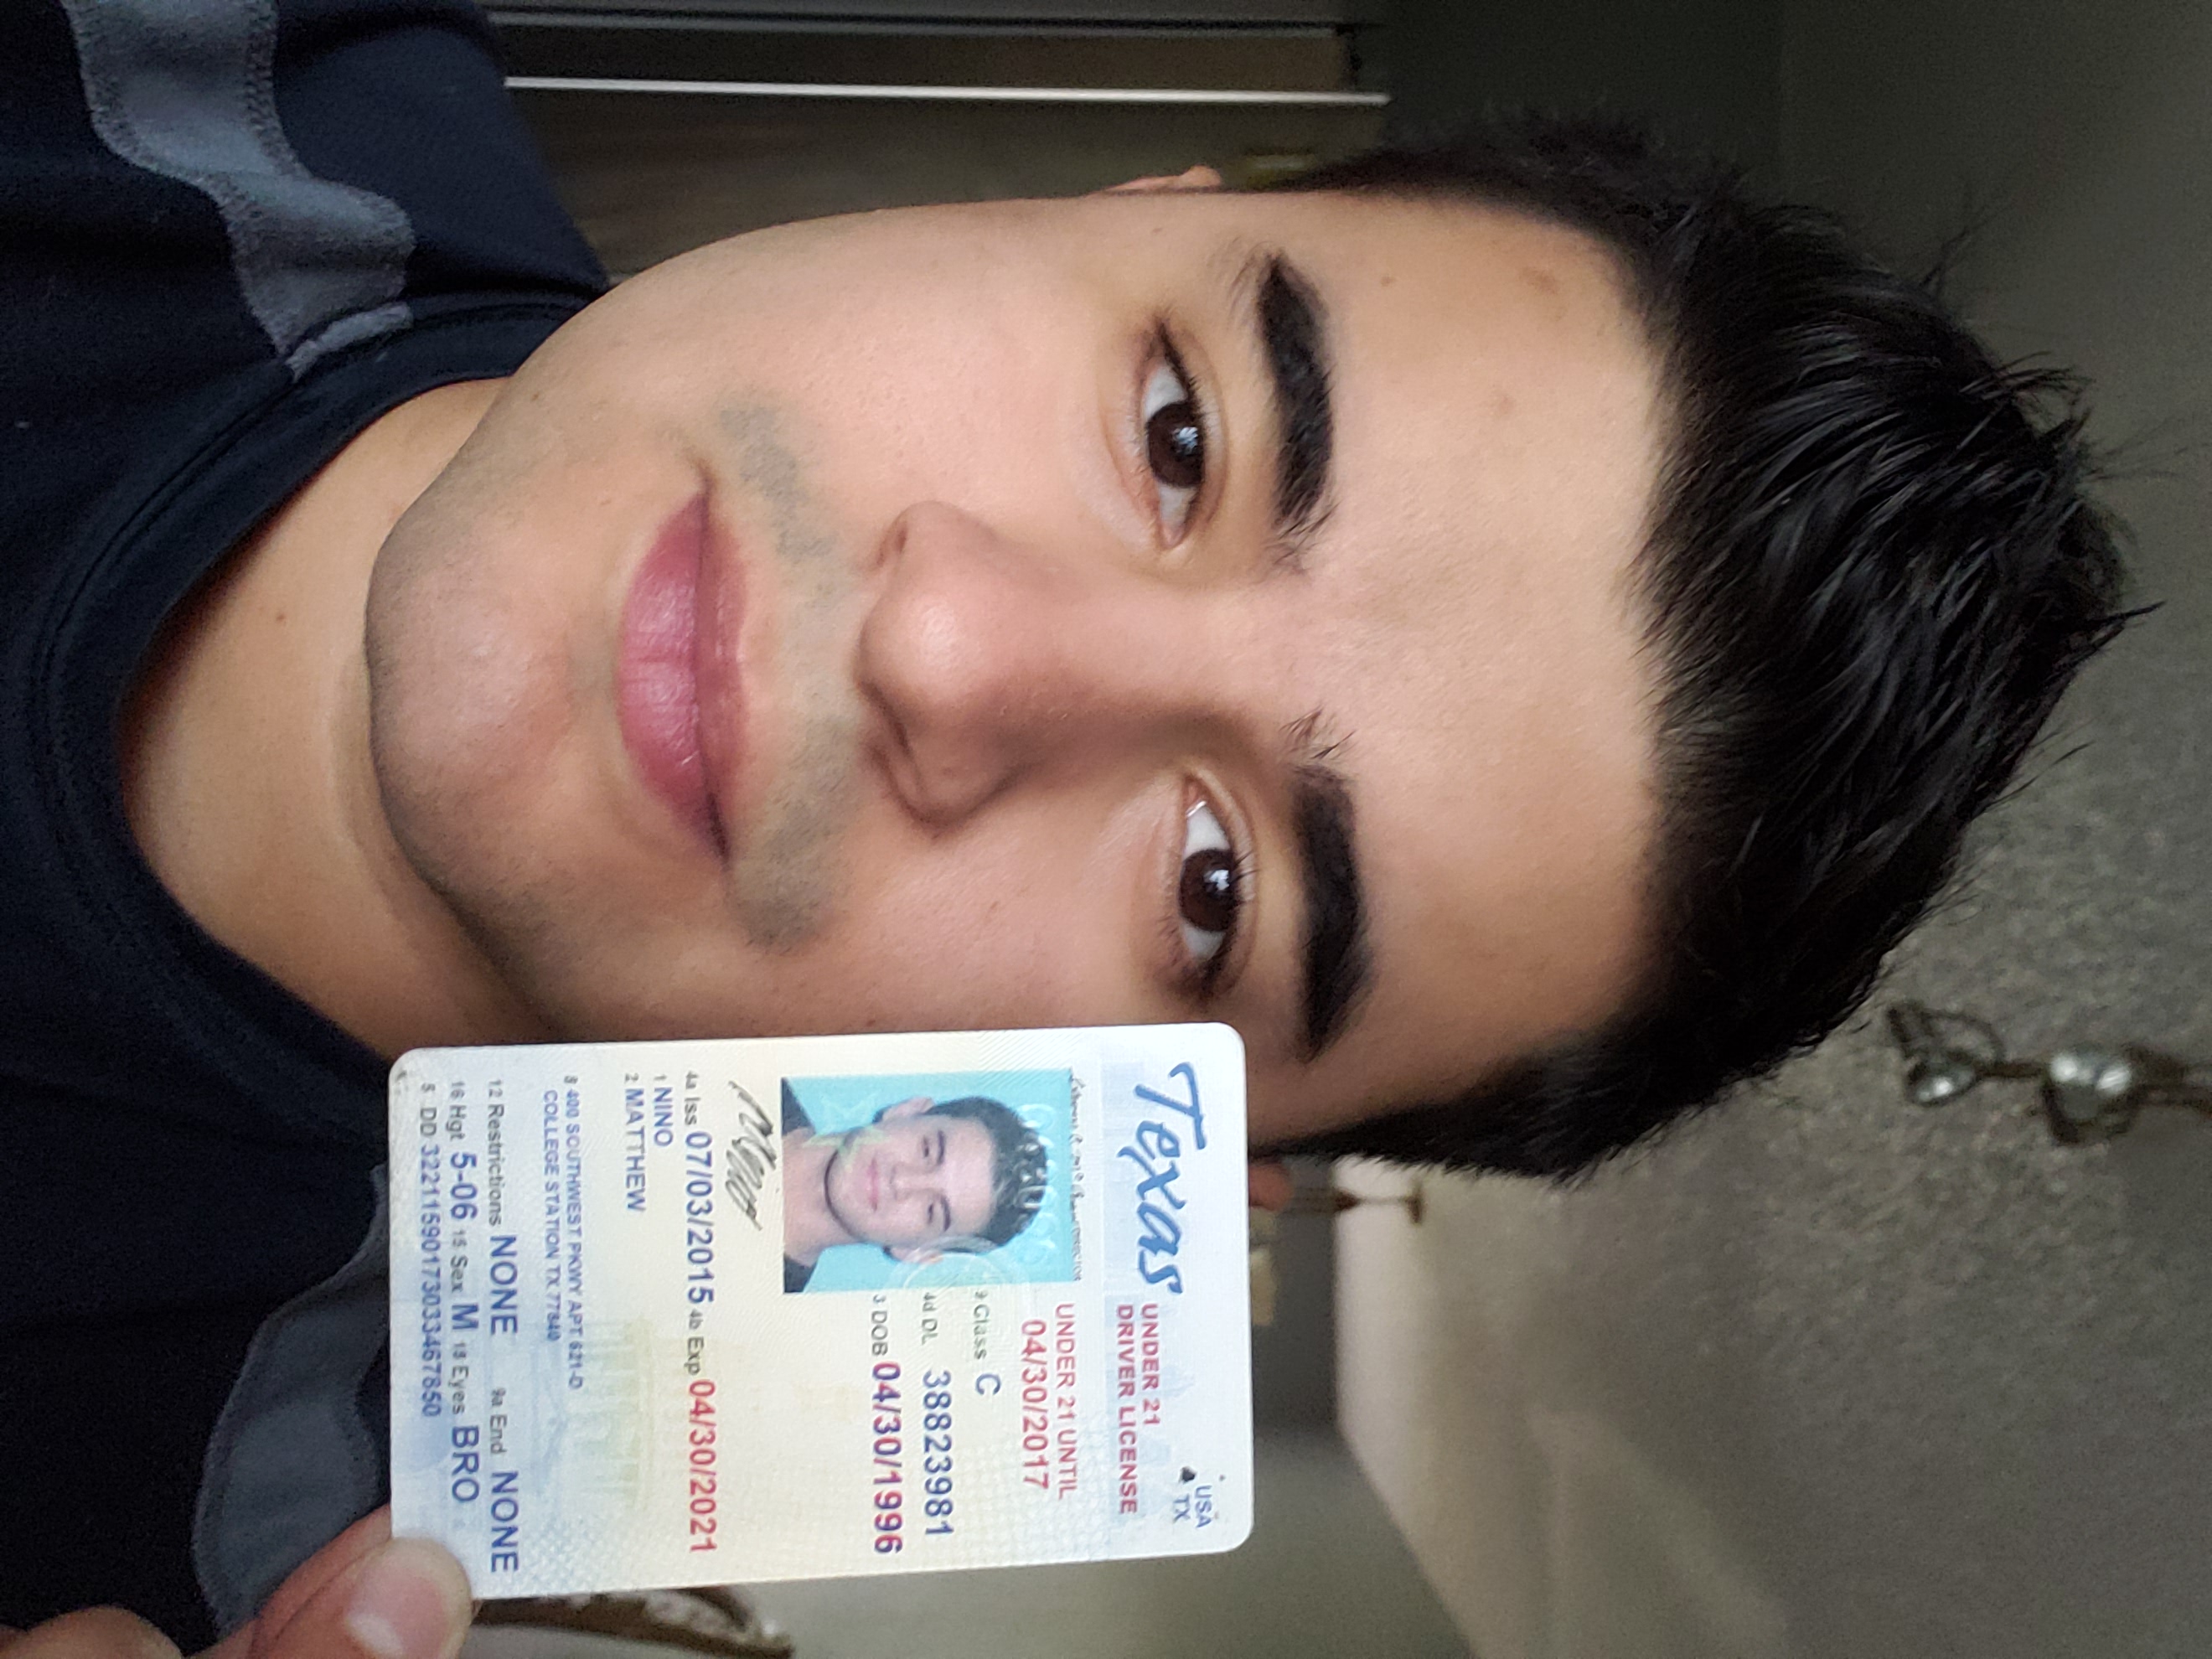 Texas
USA
TX
UNDER 21
DRIVER LICENSE
UNDER 21 UNTIL
04/30/2017
9 Class C
4d DL 38823981
3 DOB 04/30/1996
4a Iss 07/03/2015 4b Exp 04/30/2021
1 NINO
2 MATTHEW
8 400 SOUTHWEST PKWY APT 621-D
COLLEGE STATION TX 77840
12 Restrictions NONE 9a End NONE
16 Hgt 5-06 15 Sex M 18 Eyes BRO
5 DD 32211590173033467850